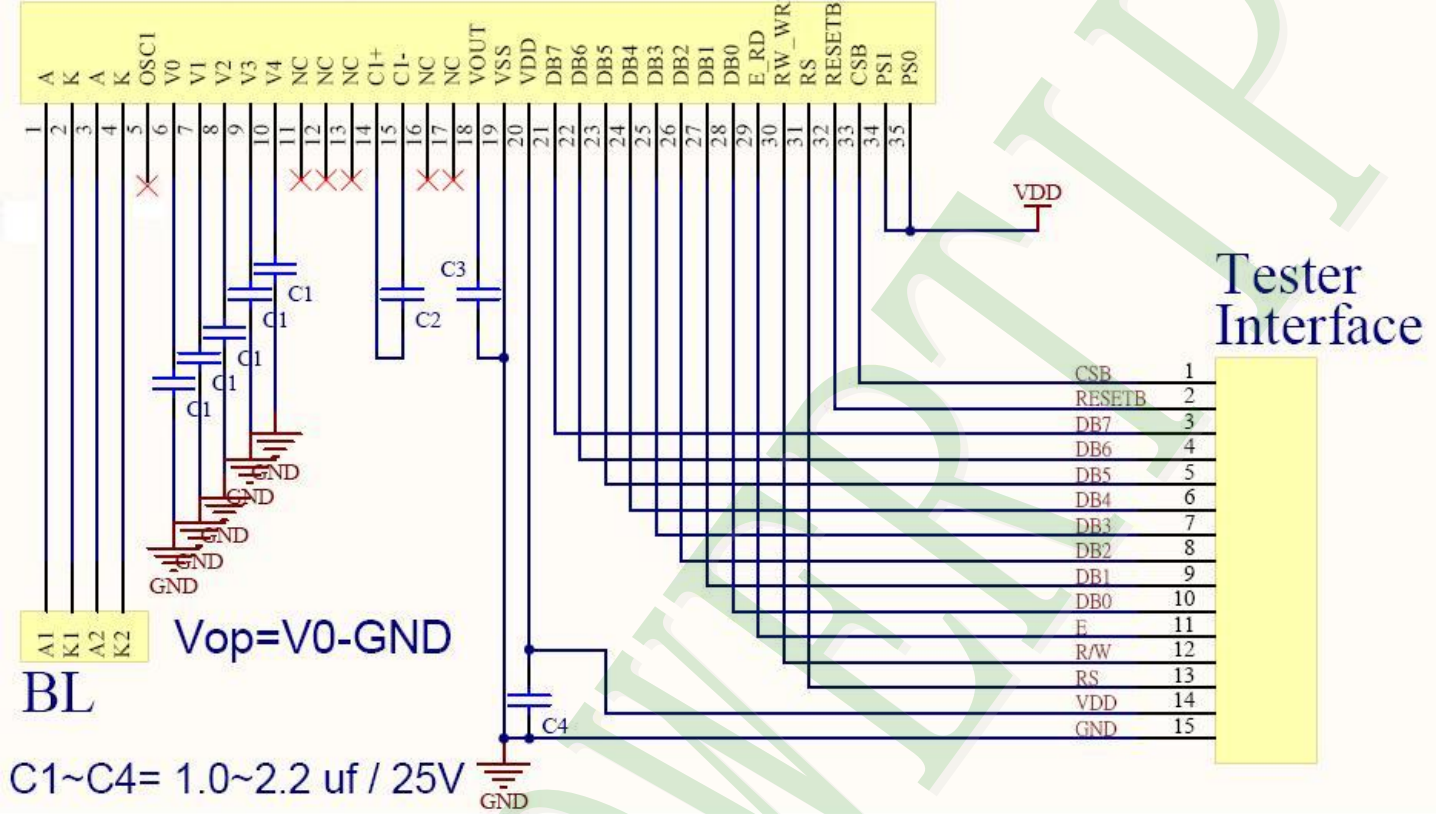 A
K
A
K
OSC1
V0
V1
V2
V3
V4
NC
NC
NC
C1+
C1-
NC
NC
VOUT
VSS
VDD
DB7
DB6
DB5
DB4
DB3
DB2
DB1
DB0
E_RD
RW_WR
RS
RESETB
CSB
PS1
PS0
1
2
3
4
5
6
7
8
9
10
11
12
13
14
15
16
17
18
19
20
21
22
23
24
25
26
27
28
29
30
31
32
33
34
35
VDD
Tester
Interface
C3
C1
C2
C1
C1
C1
C1
CSB 1
RESETB 2
DB7 3
DB6 4
DB5 5
DB4 6
DB3 7
DB2 8
DB1 9
DB0 10
E 11
R/W 12
RS 13
VDD 14
GND 15
GND
GND
GND
GND
GND
A1
K1
A2
K2
BL
Vop=V0-GND
C4
C1~C4= 1.0~2.2 uf / 25V
GND
POWERTIP